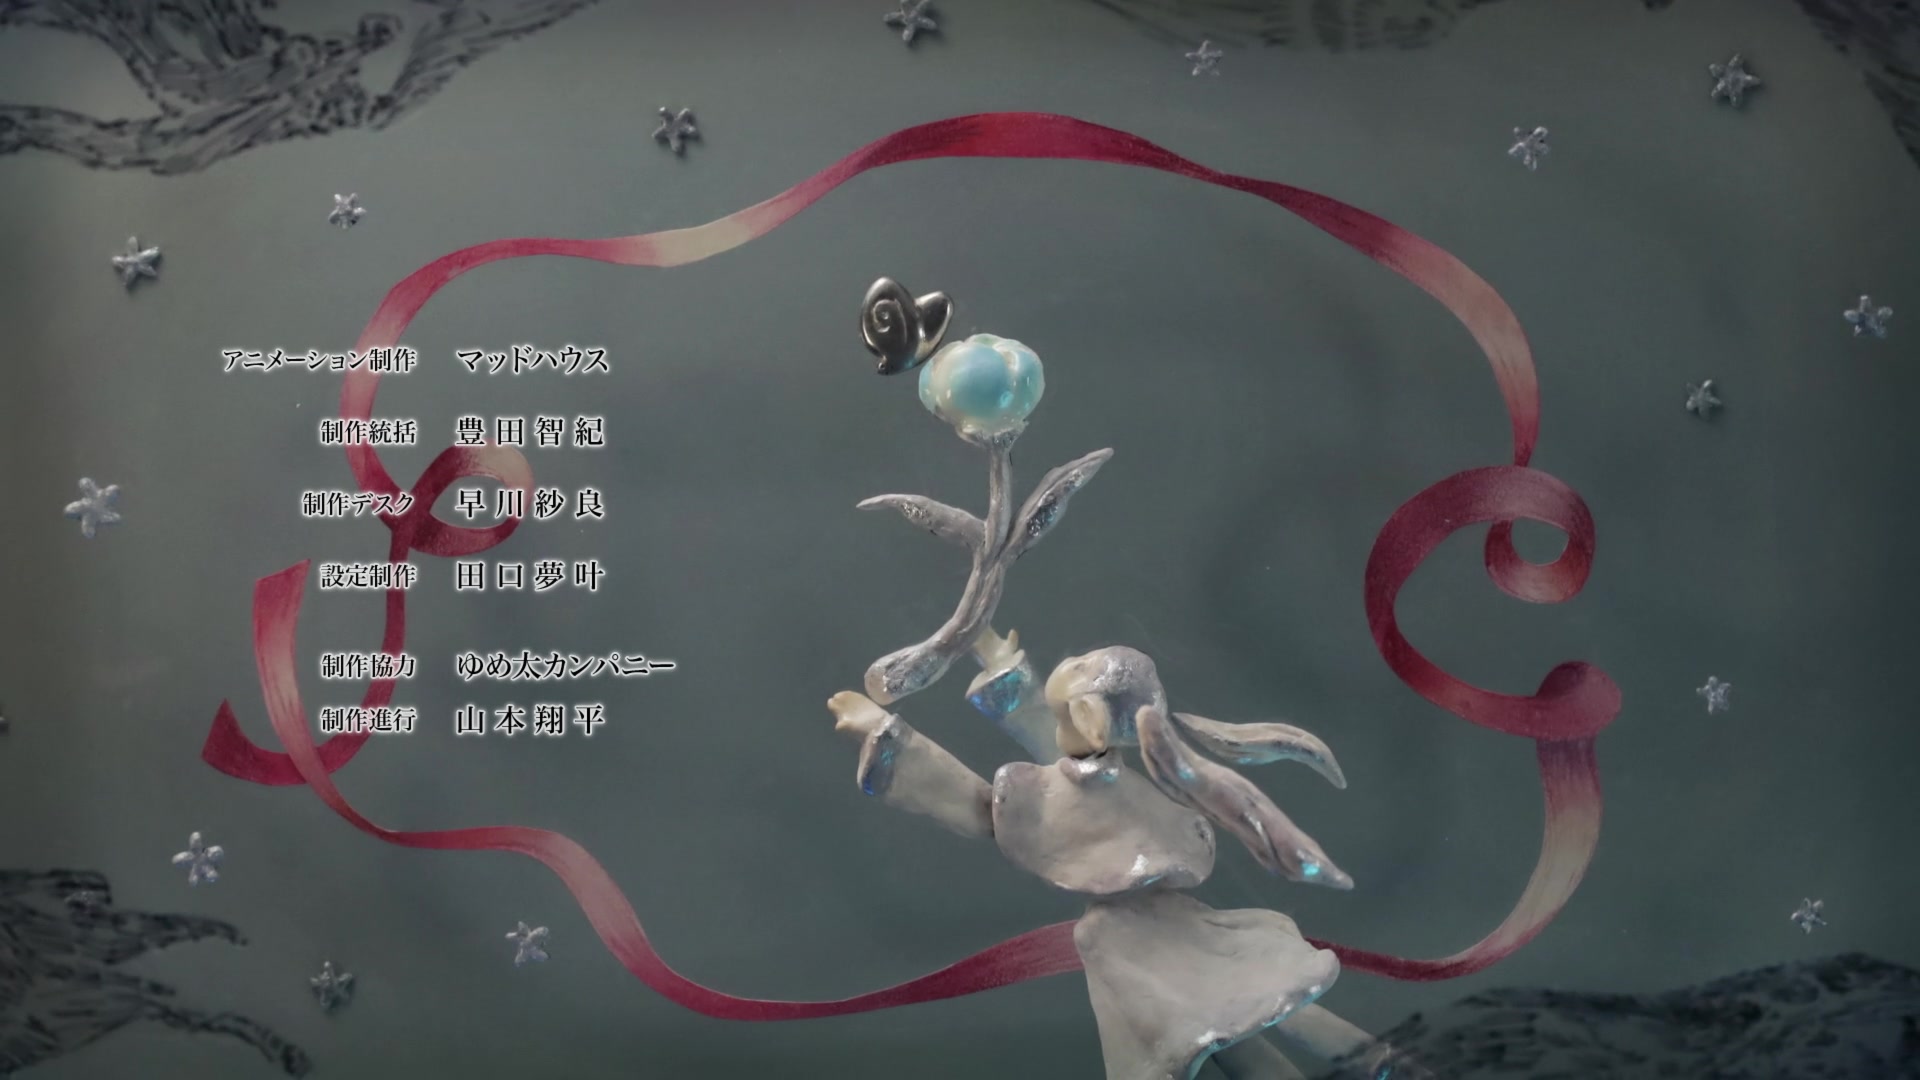 アニメーション制作 マッドハウス
制作統括 豊田智紀
制作デスク 早川紗良
設定制作 田口夢叶
制作協力 ゆめ太カンパニー
制作進行 山本翔平